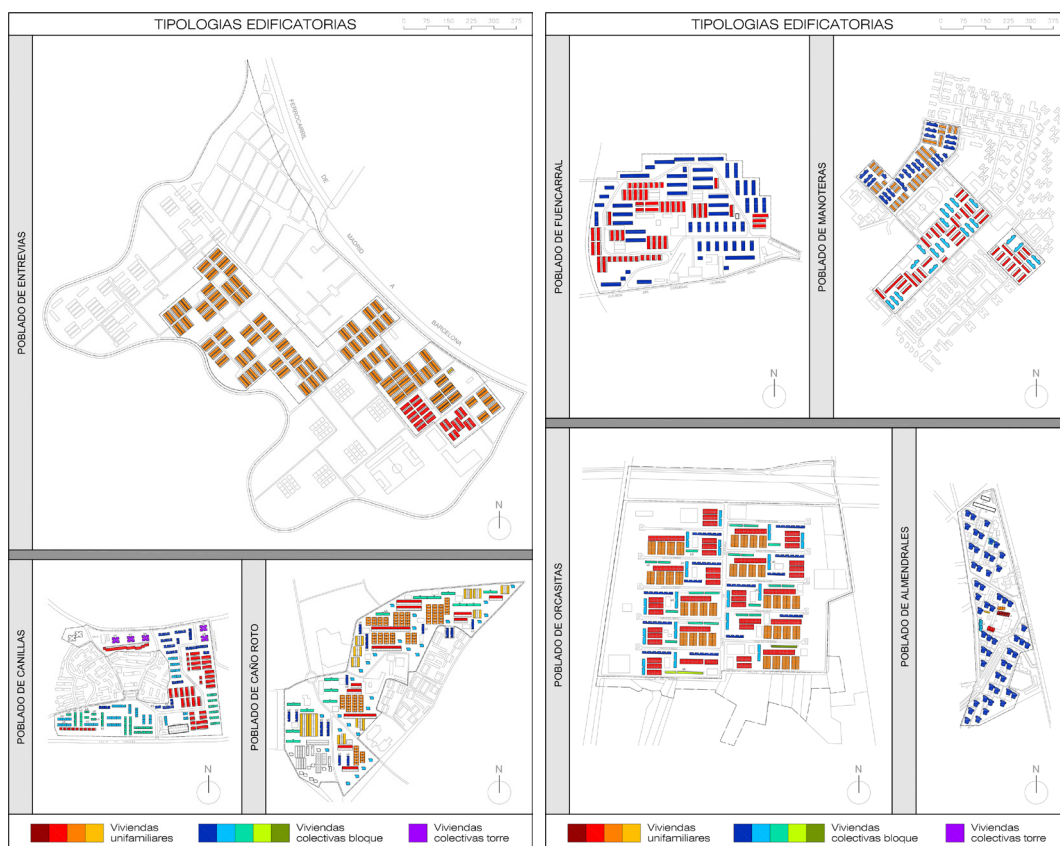 TIPOLOGIAS EDIFICATORIAS
0 75 150 225 300 375
POBLADO DE ENTREVIAS
FERROCARRIL
DE
MADRID
A
BARCELONA
N
POBLADO DE CANILLAS
N
POBLADO DE CAÑO ROTO
N
Viviendas
unifamiliares
Viviendas
colectivas bloque
Viviendas
colectivas torre
TIPOLOGIAS EDIFICATORIAS
0 75 150 225 300 375
POBLADO DE FUENCARRAL
N
POBLADO DE MANOTERAS
N
POBLADO DE ORGASITAS
N
POBLADO DE ALMENDRALES
N
Viviendas
unifamiliares
Viviendas
colectivas bloque
Viviendas
colectivas torre